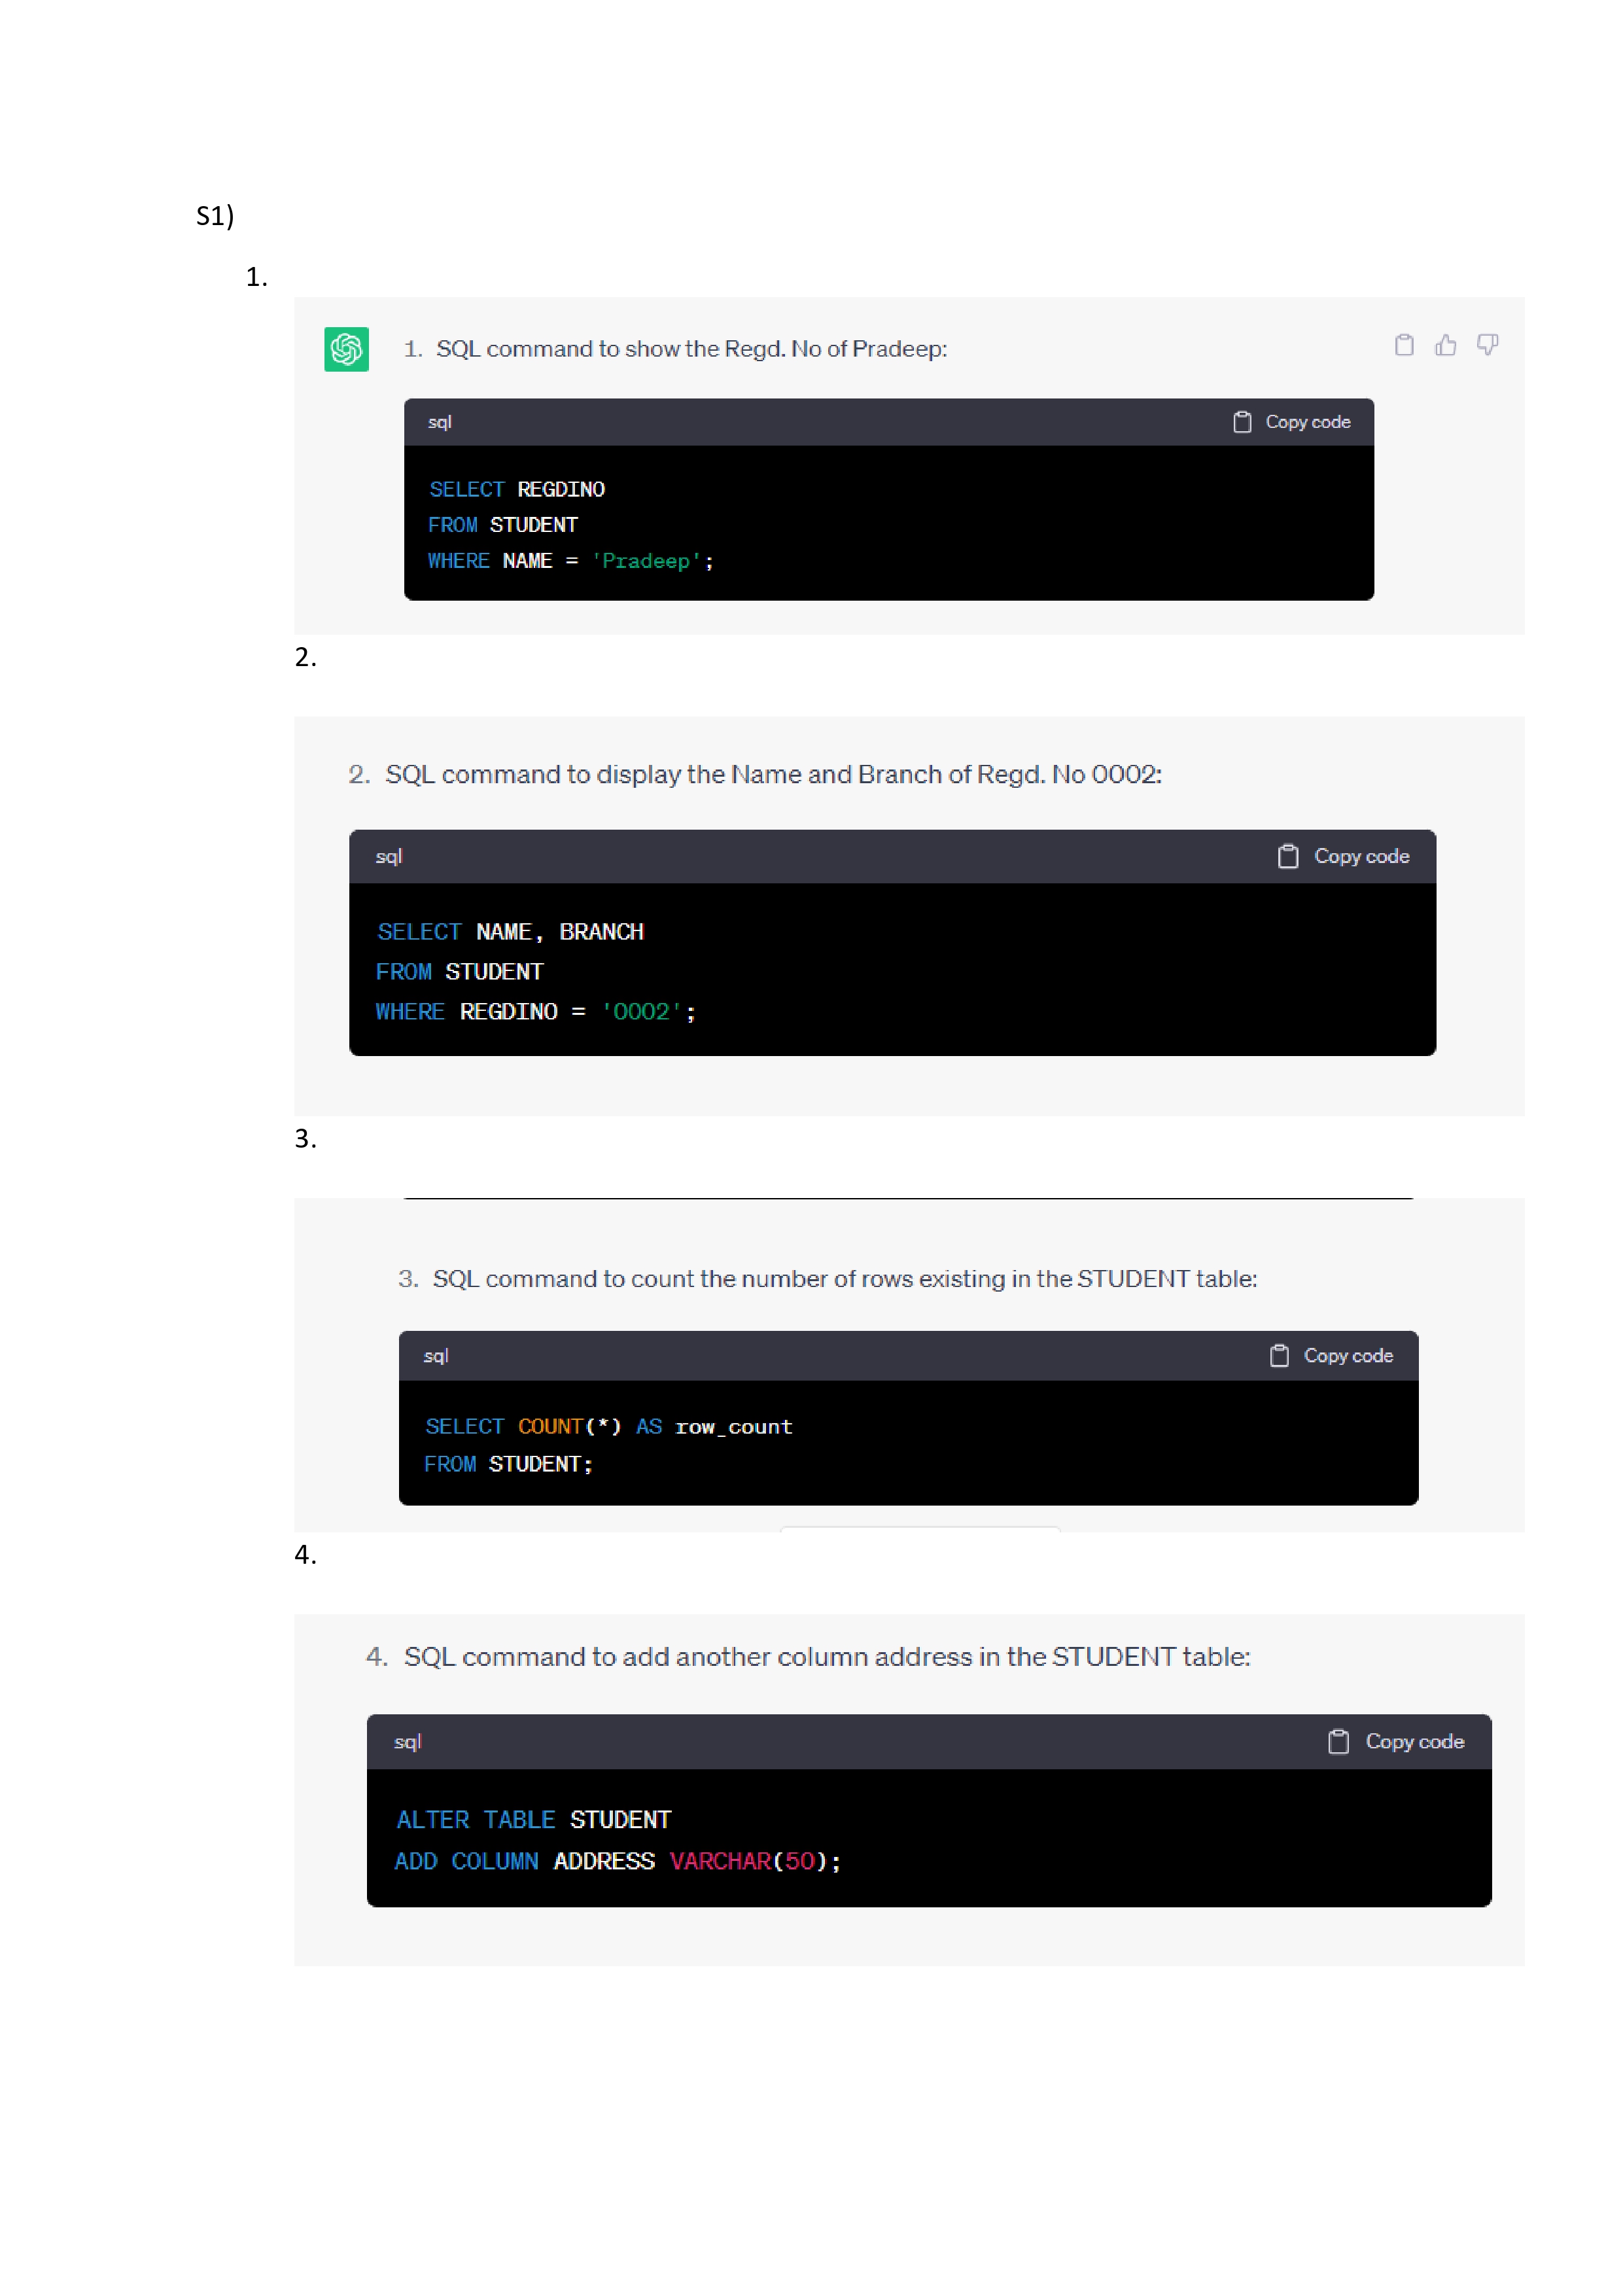 S1)
1.
1. SQL command to show the Regd. No of Pradeep:
sql Copy code
SELECT REGDINO
FROM STUDENT
WHERE NAME = 'Pradeep';
2.
2. SQL command to display the Name and Branch of Regd. No 0002:
sql Copy code
SELECT NAME, BRANCH
FROM STUDENT
WHERE REGDINO = '0002';
3.
3. SQL command to count the number of rows existing in the STUDENT table:
sql Copy code
SELECT COUNT(*) AS row_count
FROM STUDENT;
4.
4. SQL command to add another column address in the STUDENT table:
sql Copy code
ALTER TABLE STUDENT
ADD COLUMN ADDRESS VARCHAR(50);